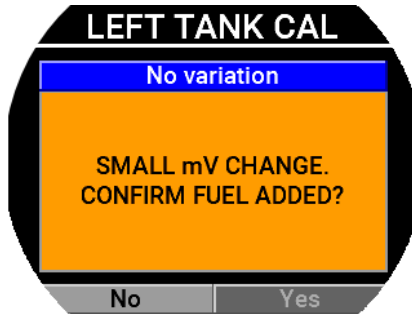 LEFT TANK CAL
No variation
SMALL mV CHANGE.
CONFIRM FUEL ADDED?
No Yes